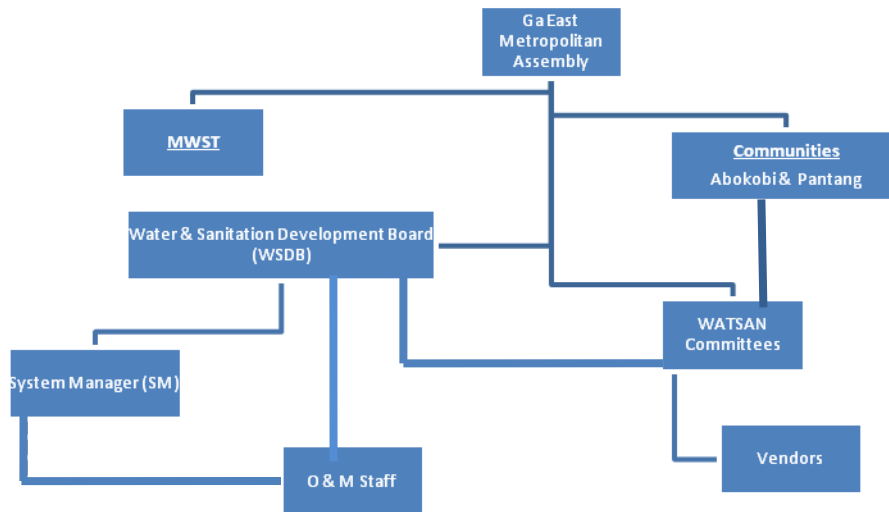 Ga East
Metropolitan
Assembly
MWST
Communities
Abokobi & Pantang
Water & Sanitation Development Board
(WSDB)
WATSAN
Committees
System Manager (SM)
Vendors
O & M Staff